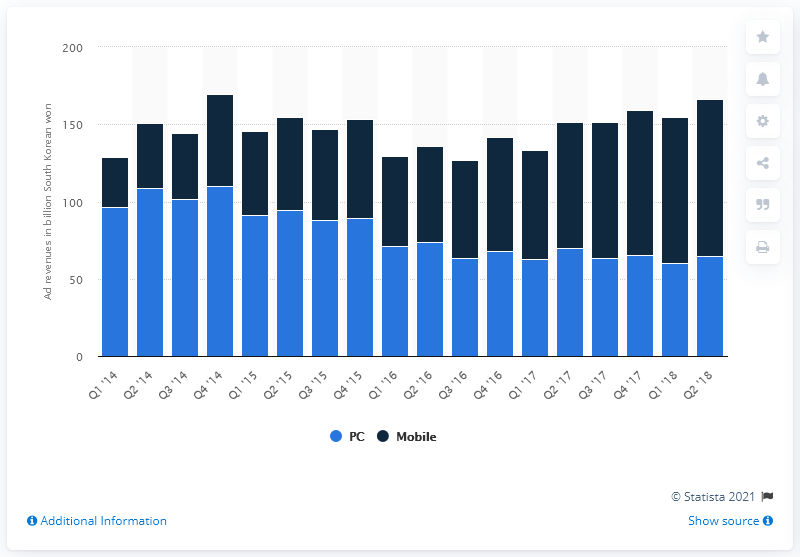 200
150
100
50
0
Ad revenues in billion South Korean won
Q1 '14
Q2 '14
Q3 '14
Q4 '14
Q1 '15
Q2 '15
Q3 '15
Q4 '15
Q1 '16
Q2 '16
Q3 '16
Q4 '16
Q1 '17
Q2 '17
Q3 '17
Q4 '17
Q1 '18
Q2 '18
PC Mobile
© Statista 2021
Additional Information
Show source